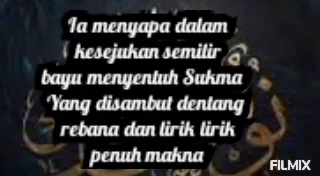 Ia menyapa dalam
kesejukan semilir
bayu menyentuh Sukma
Yang disambut dentang
rebana dan lirik lirik
penuh makna
FILMIX